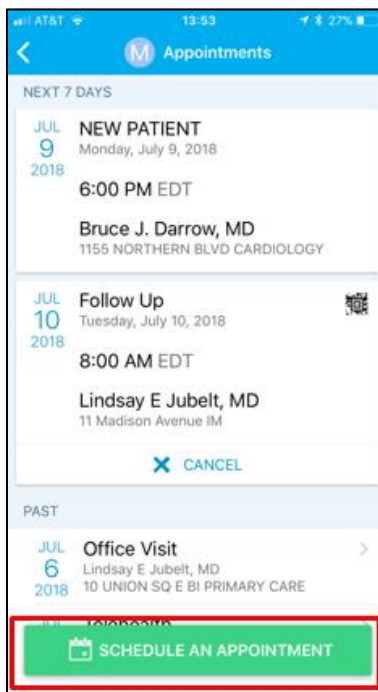 AT&T 13:53 27%
M Appointments
NEXT 7 DAYS
JUL 9 2018
NEW PATIENT
Monday, July 9, 2018
6:00 PM EDT
Bruce J. Darrow, MD
1155 NORTHERN BLVD CARDIOLOGY
JUL 10 2018
Follow Up
Tuesday, July 10, 2018
8:00 AM EDT
Lindsay E Jubelt, MD
11 Madison Avenue IM
CANCEL
PAST
JUL 6 2018
Office Visit
Lindsay E Jubelt, MD
10 UNION SQ E BI PRIMARY CARE
JUL Telehealth
SCHEDULE AN APPOINTMENT